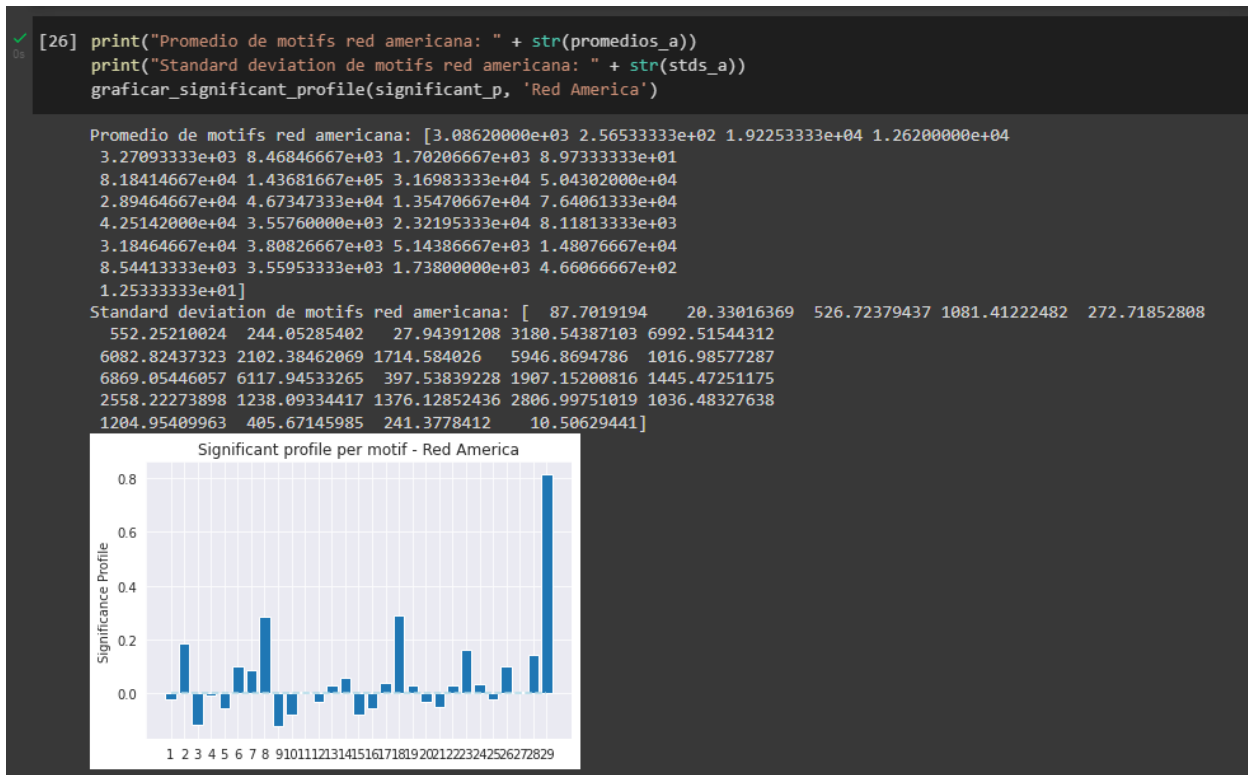 [26] print("Promedio de motifs red americana: " + str(promedios_a))
0s
print("Standard deviation de motifs red americana: " + str(stds_a))
graficar_significant_profile(significant_p, 'Red America')
Promedio de motifs red americana: [3.08620000e+03 2.56533333e+02 1.92253333e+04 1.26200000e+04
3.27093333e+03 8.46846667e+03 1.70206667e+03 8.97333333e+01
8.18414667e+04 1.43681667e+05 3.16983333e+04 5.04302000e+04
2.89464667e+04 4.67347333e+04 1.35470667e+04 7.64061333e+04
4.25142000e+04 3.55760000e+03 2.32195333e+04 8.11813333e+03
3.18464667e+04 3.80826667e+03 5.14386667e+03 1.48076667e+04
8.54413333e+03 3.55953333e+03 1.73800000e+03 4.66066667e+02
1.25333333e+01]
Standard deviation de motifs red americana: [ 87.7019194 20.33016369 526.72379437 1081.41222482 272.71852808
552.25210024 244.05285402 27.94391208 3180.54387103 6992.51544312
6082.82437323 2102.38462069 1714.584026 5946.8694786 1016.98577287
6869.05446057 6117.94533265 397.53839228 1907.15200816 1445.47251175
2558.22273898 1238.09334417 1376.12852436 2806.99751019 1036.48327638
1204.95409963 405.67145985 241.3778412 10.50629441]
Significant profile per motif - Red America
0.8
0.6
0.4
0.2
0.0
Significance Profile
1 2 3 4 5 6 7 8 9 10 11 12 13 14 15 16 17 18 19 20 21 22 23 24 25 26 27 28 29